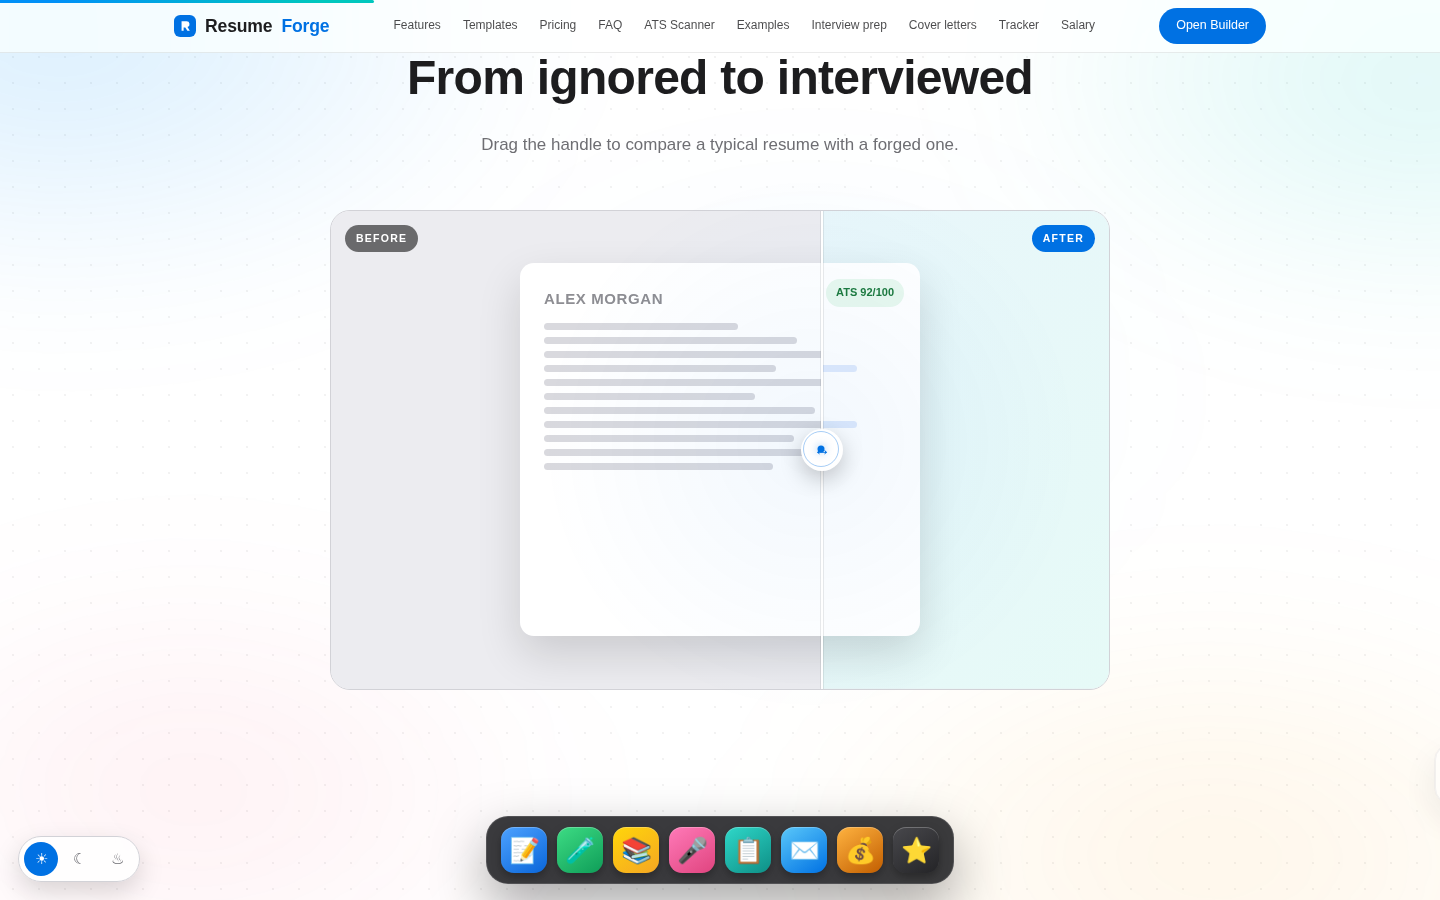 Resume Forge
Features Templates Pricing FAQ ATS Scanner Examples Interview prep Cover letters Tracker Salary
Open Builder
From ignored to interviewed
Drag the handle to compare a typical resume with a forged one.
BEFORE
AFTER
ALEX MORGAN
ATS 92/100